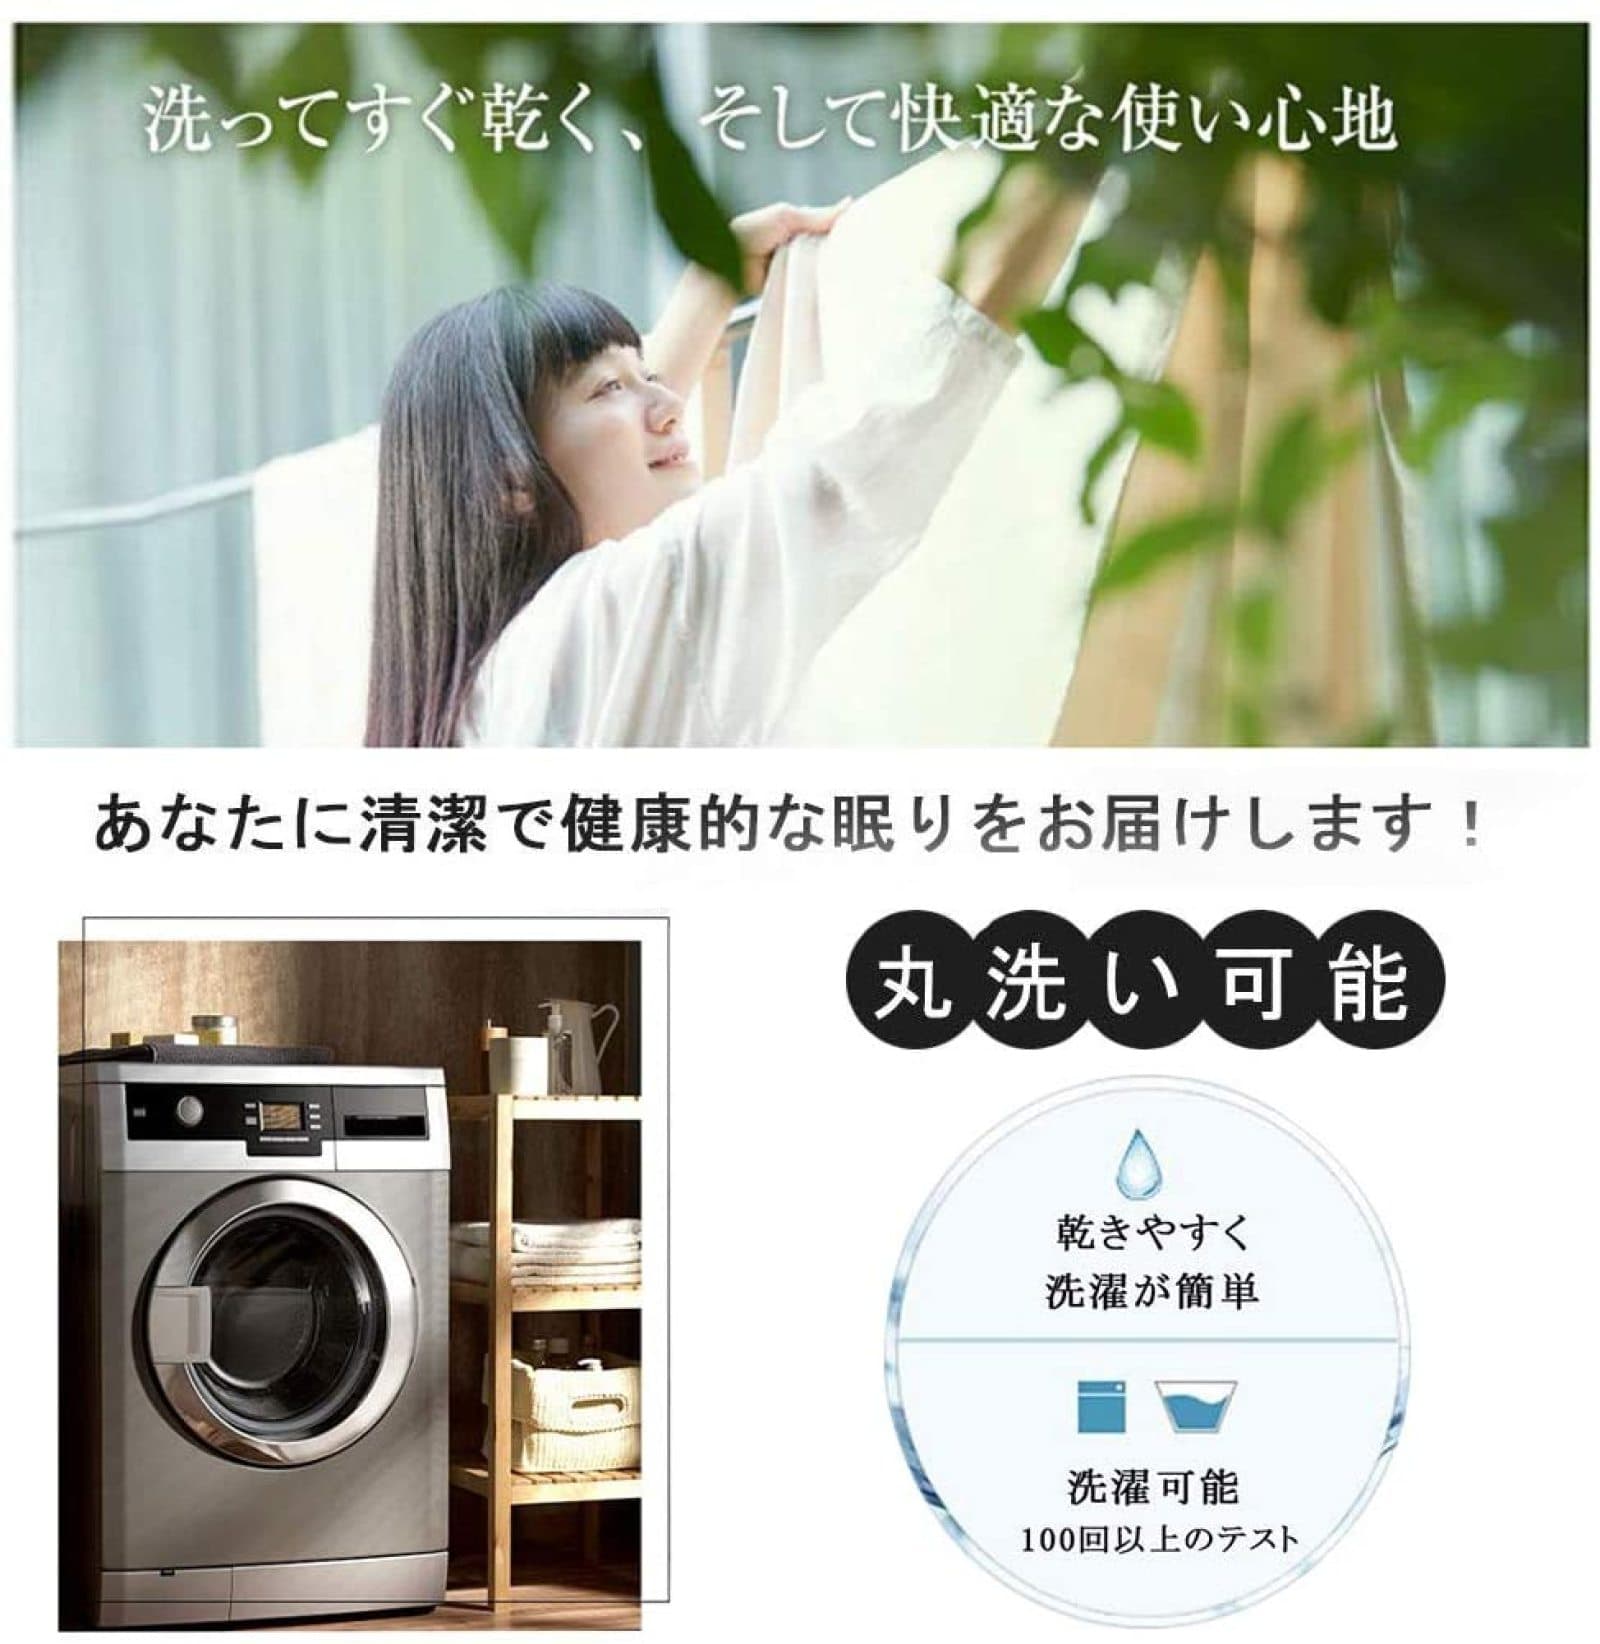 洗ってすぐ乾く、そして快適な使い心地
あなたに清潔で健康的な眠りをお届けします！
丸洗い可能
乾きやすく
洗濯が簡単
洗濯可能
100回以上のテスト